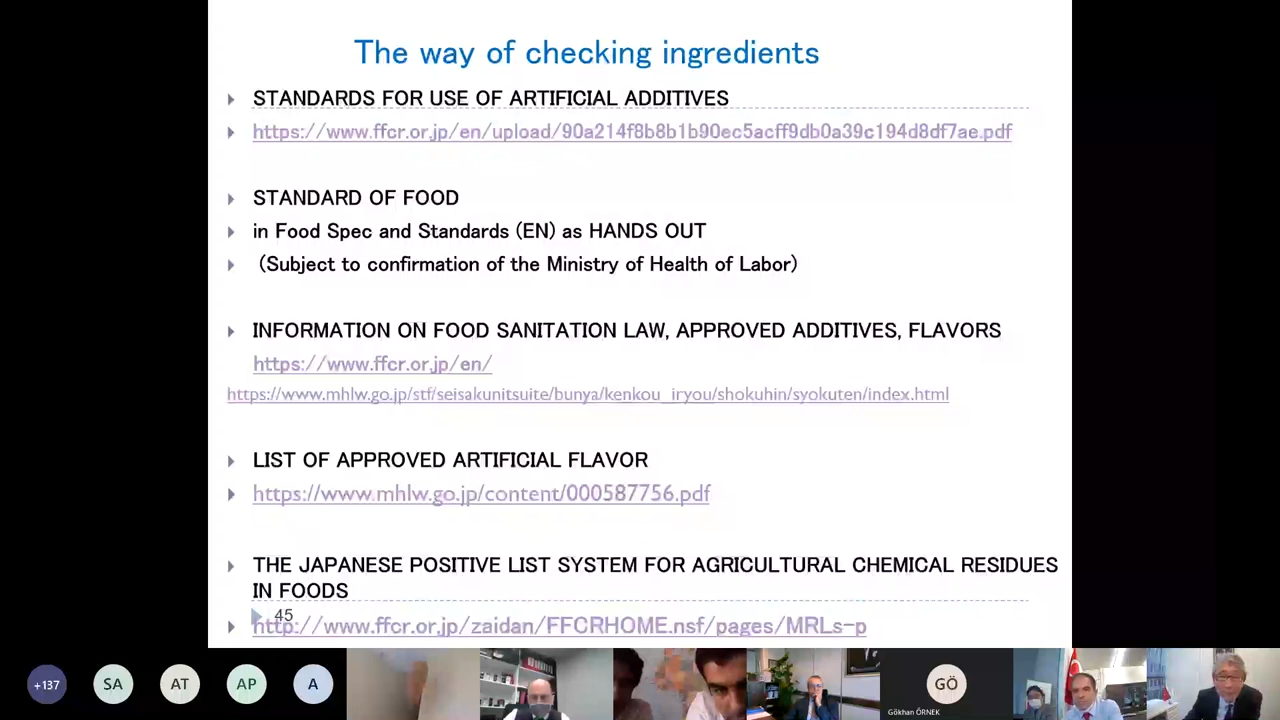 The way of checking ingredients
STANDARDS FOR USE OF ARTIFICIAL ADDITIVES
https://www.ffcr.or.jp/en/upload/90a214f8b8b1b90ec5acff9db0a39c194d8df7ae.pdf
STANDARD OF FOOD
in Food Spec and Standards (EN) as HANDS OUT
(Subject to confirmation of the Ministry of Health of Labor)
INFORMATION ON FOOD SANITATION LAW, APPROVED ADDITIVES, FLAVORS
https://www.ffcr.or.jp/en/
https://www.mhlw.go.jp/stf/seisakunitsuite/bunya/kenkou_iryou/shokuhin/syokuten/index.html
LIST OF APPROVED ARTIFICIAL FLAVOR
https://www.mhlw.go.jp/content/000587756.pdf
THE JAPANESE POSITIVE LIST SYSTEM FOR AGRICULTURAL CHEMICAL RESIDUES
IN FOODS
45
http://www.ffcr.or.jp/zaidan/FFCRHOME.nsf/pages/MRLs-p
+137 SA AT AP A GÖ
Gökhan ÖRNEK